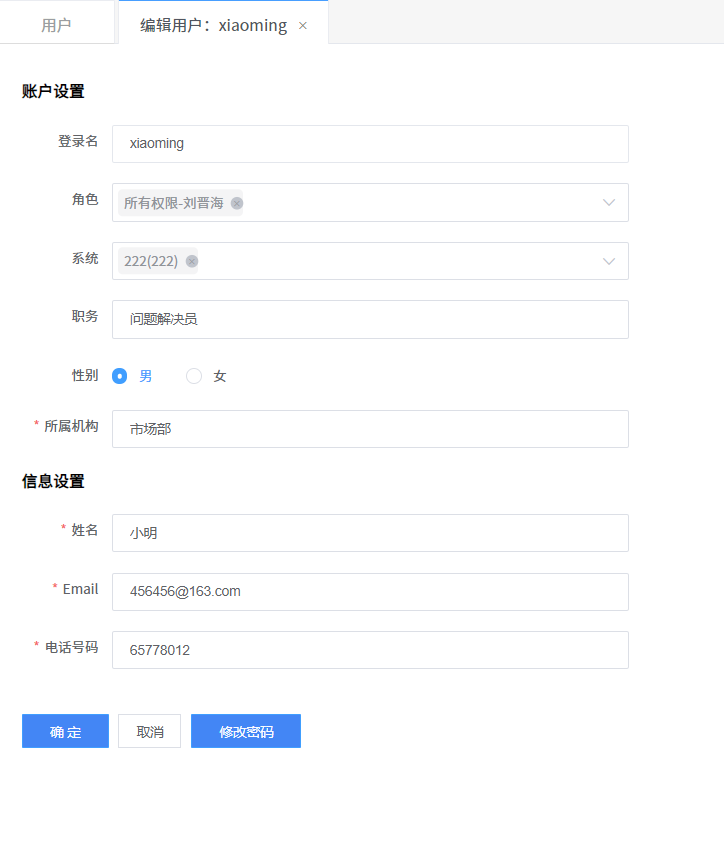 用户
编辑用户：xiaoming ×
账户设置
登录名 xiaoming
角色 所有权限-刘晋海
系统 222(222)
职务 问题解决员
性别 男 女
* 所属机构 市场部
信息设置
* 姓名 小明
* Email 456456@163.com
* 电话号码 65778012
确 定 取消 修改密码